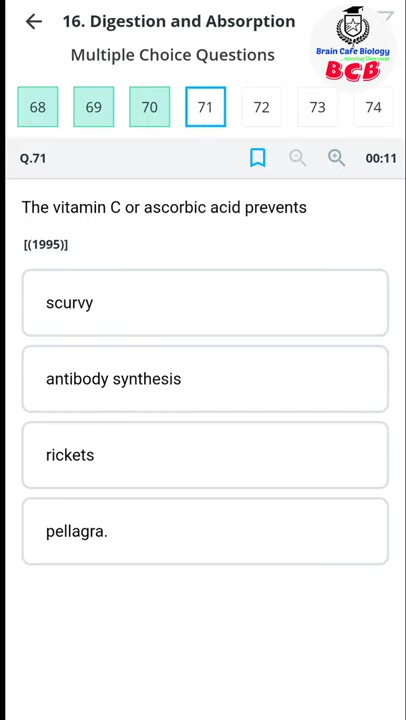 16. Digestion and Absorption
Multiple Choice Questions
Brain Cafe Biology
BCB
68 69 70 71 72 73 74
Q.71 00:11
The vitamin C or ascorbic acid prevents
[(1995)]
scurvy
antibody synthesis
rickets
pellagra.